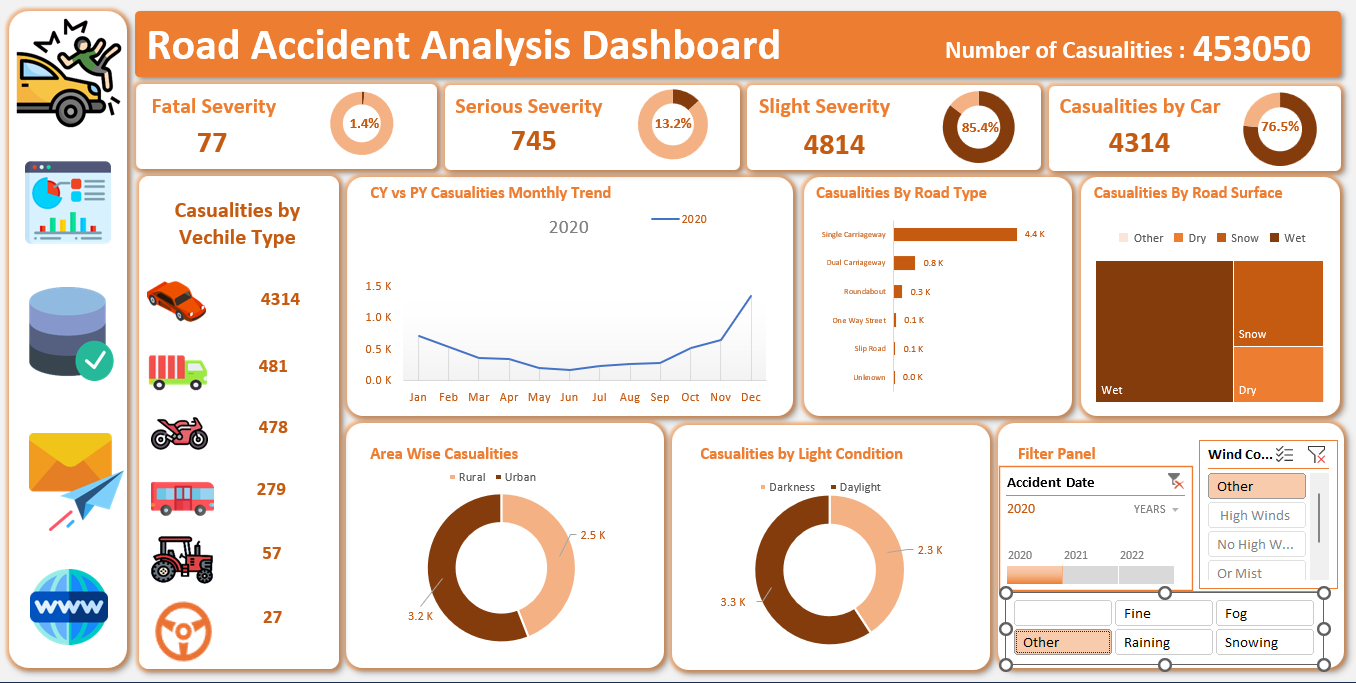 Road Accident Analysis Dashboard
Number of Casualities : 453050
Fatal Severity
77
1.4%
Serious Severity
745
13.2%
Slight Severity
4814
85.4%
Casualities by Car
4314
76.5%
Casualities by
Vechile Type
4314
481
478
279
57
27
WWW
CY vs PY Casualities Monthly Trend
2020
2020
1.5 K
1.0 K
0.5 K
0.0 K
Jan Feb Mar Apr May Jun Jul Aug Sep Oct Nov Dec
Casualities By Road Type
Single Carriageway 4.4 K
Dual Carriageway 0.8 K
Roundabout 0.3 K
One Way Street 0.1 K
Slip Road 0.1 K
Unknown 0.0 K
Casualities By Road Surface
Other Dry Snow Wet
Snow
Wet
Dry
Area Wise Casualities
Rural Urban
2.5 K
3.2 K
Casualities by Light Condition
Darkness Daylight
2.3 K
3.3 K
Filter Panel
Accident Date
2020 YEARS
2020 2021 2022
Wind Co...
Other
High Winds
No High W...
Or Mist
Fine Fog
Other Raining Snowing